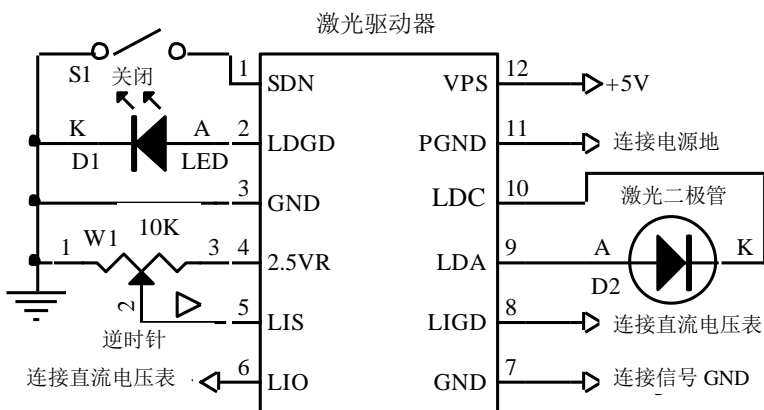 激光驱动器
S1
关闭
1
SDN
VPS
12
+5V
K
D1
A
LED
2
LDGD
PGND
11
连接电源地
3
GND
LDC
10
激光二极管
1
W1
10K
3
4
2.5VR
LDA
9
A
D2
K
2
逆时针
5
LIS
LIGD
8
连接直流电压表
连接直流电压表
6
LIO
GND
7
连接信号 GND